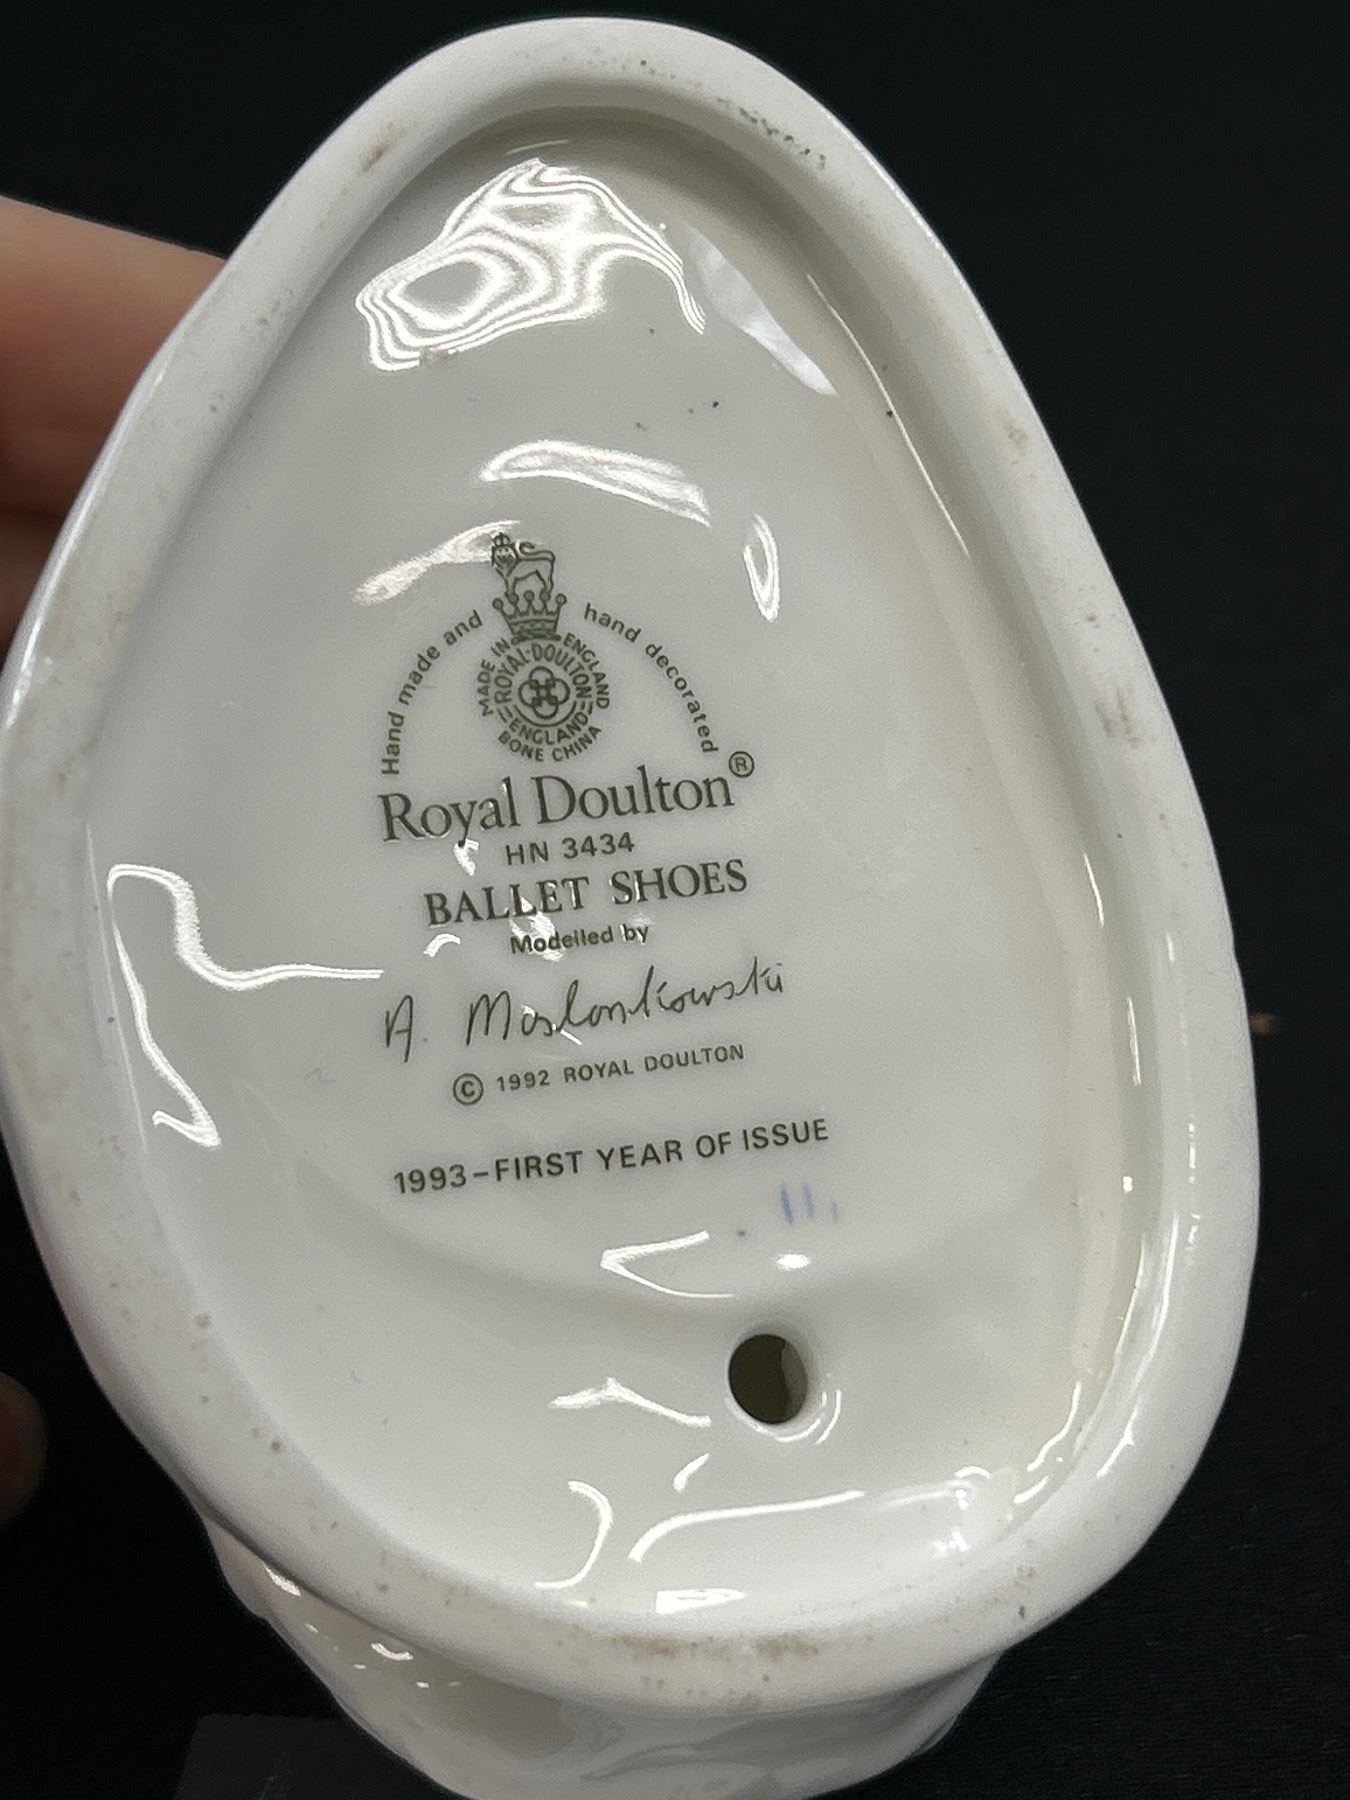 Hand made and hand decorated
MADE IN ENGLAND
ROYAL-DOULTON
ENGLAND
BONE CHINA
Royal Doulton®
HN 3434
BALLET SHOES
Modelled by
A. Maslankowski
© 1992 ROYAL DOULTON
1993-FIRST YEAR OF ISSUE